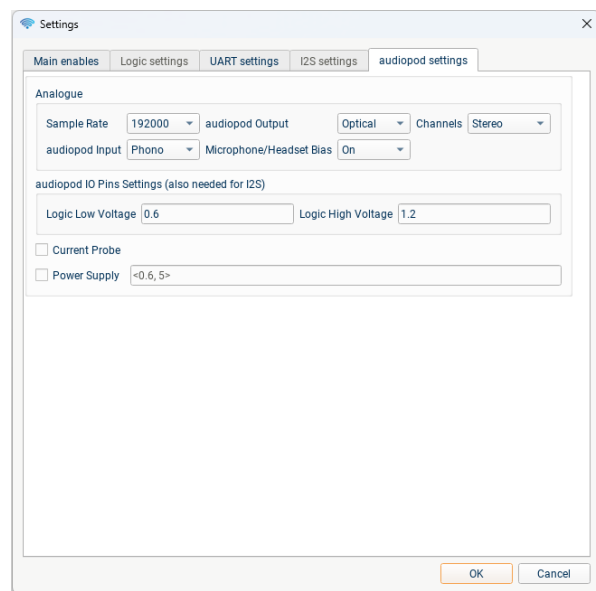 Settings
Main enables Logic settings UART settings I2S settings audiopod settings
Analogue
Sample Rate 192000 audiopod Output Optical Channels Stereo
audiopod Input Phono Microphone/Headset Bias On
audiopod IO Pins Settings (also needed for I2S)
Logic Low Voltage 0.6 Logic High Voltage 1.2
Current Probe
Power Supply <0.6, 5>
OK Cancel